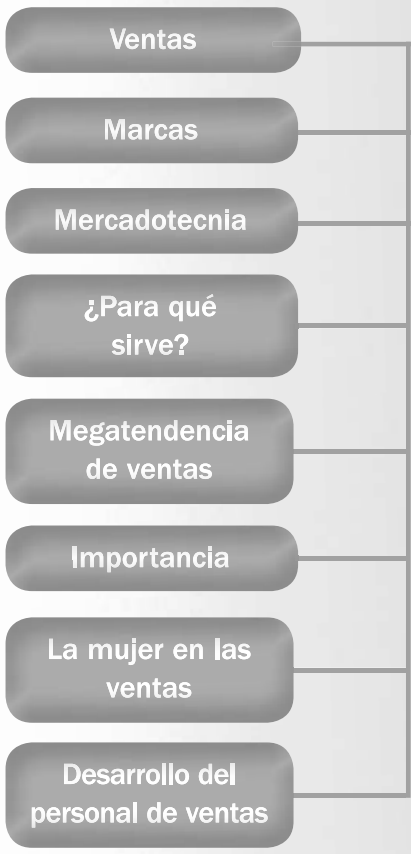 Ventas
Marcas
Mercadotecnia
¿Para qué
sirve?
Megatendencia
de ventas
Importancia
La mujer en las
ventas
Desarrollo del
personal de ventas